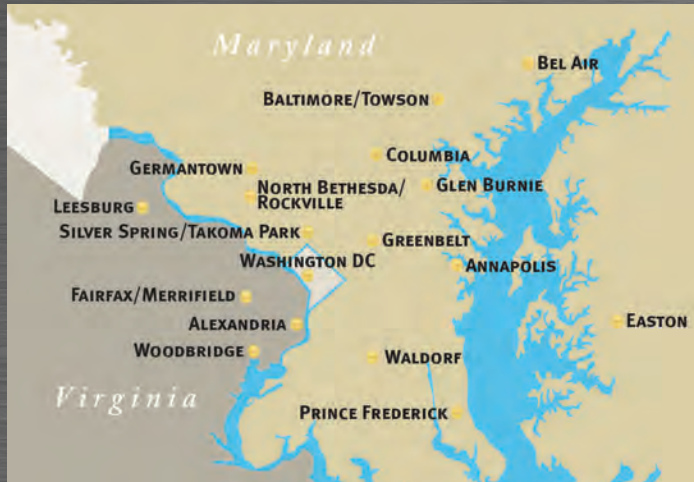 Maryland
BEL AIR
BALTIMORE/TOWSON
COLUMBIA
GERMANTOWN
NORTH BETHESDA/
ROCKVILLE
GLEN BURNIE
LEESBURG
SILVER SPRING/TAKOMA PARK
GREENBELT
WASHINGTON DC
ANNAPOLIS
FAIRFAX/MERRIFIELD
ALEXANDRIA
EASTON
WOODBRIDGE
WALDORF
Virginia
PRINCE FREDERICK